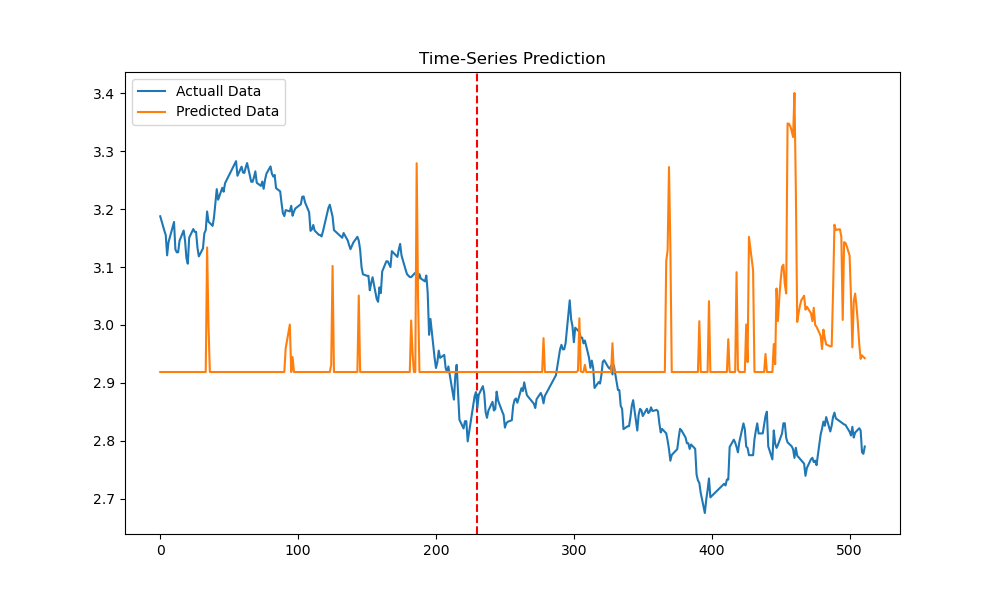 Time-Series Prediction
Actuall Data
Predicted Data
3.4
3.3
3.2
3.1
3.0
2.9
2.8
2.7
0 100 200 300 400 500